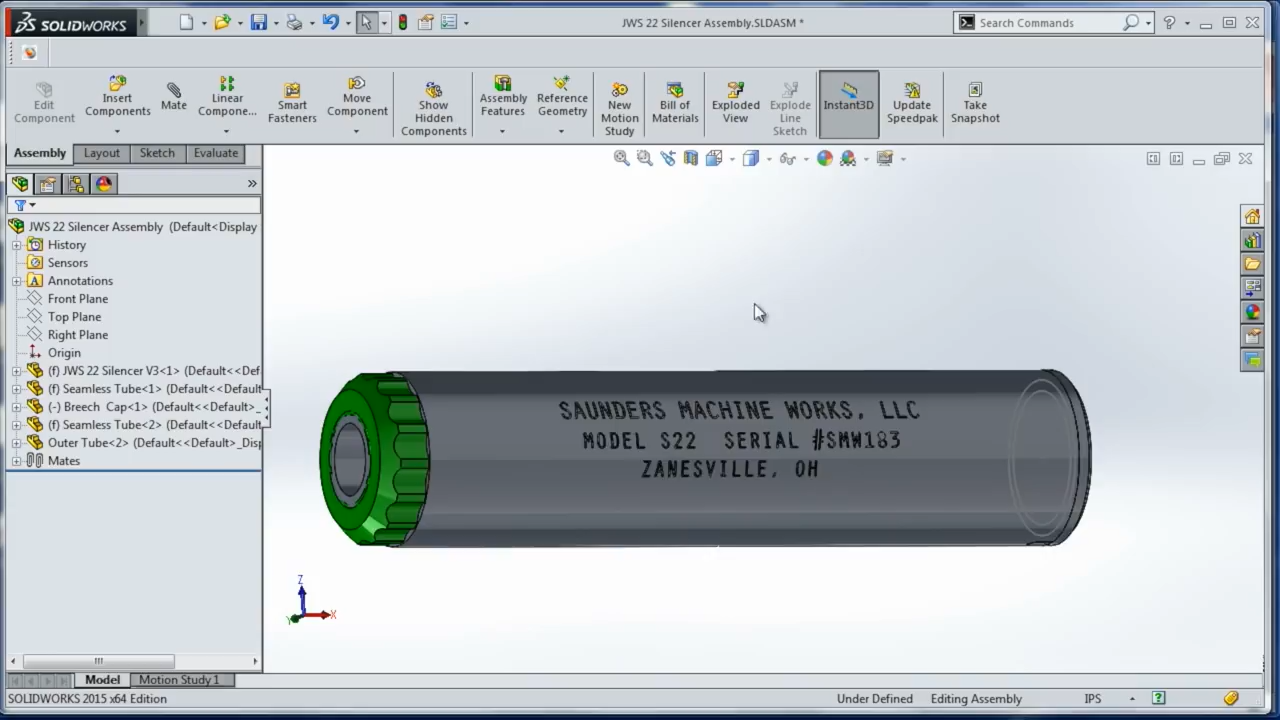 SOLIDWORKS
JWS 22 Silencer Assembly.SLDASM *
Search Commands
Edit Component
Insert Components
Mate
Linear Compone...
Smart Fasteners
Move Component
Show Hidden Components
Assembly Features
Reference Geometry
New Motion Study
Bill of Materials
Exploded View
Explode Line Sketch
Instant3D
Update Speedpak
Take Snapshot
Assembly
Layout
Sketch
Evaluate
JWS 22 Silencer Assembly (Default<Display
History
Sensors
Annotations
Front Plane
Top Plane
Right Plane
Origin
(f) JWS 22 Silencer V3<1> (Default<<Def
(f) Seamless Tube<1> (Default<<Default
(-) Breech Cap<1> (Default<<Default>_
(f) Seamless Tube<2> (Default<<Default
Outer Tube<2> (Default<<Default>_Disp
Mates
SAUNDERS MACHINE WORKS, LLC
MODEL S22 SERIAL #SMW183
ZANESVILLE, OH
Z
X
Y
Model
Motion Study 1
SOLIDWORKS 2015 x64 Edition
Under Defined
Editing Assembly
IPS